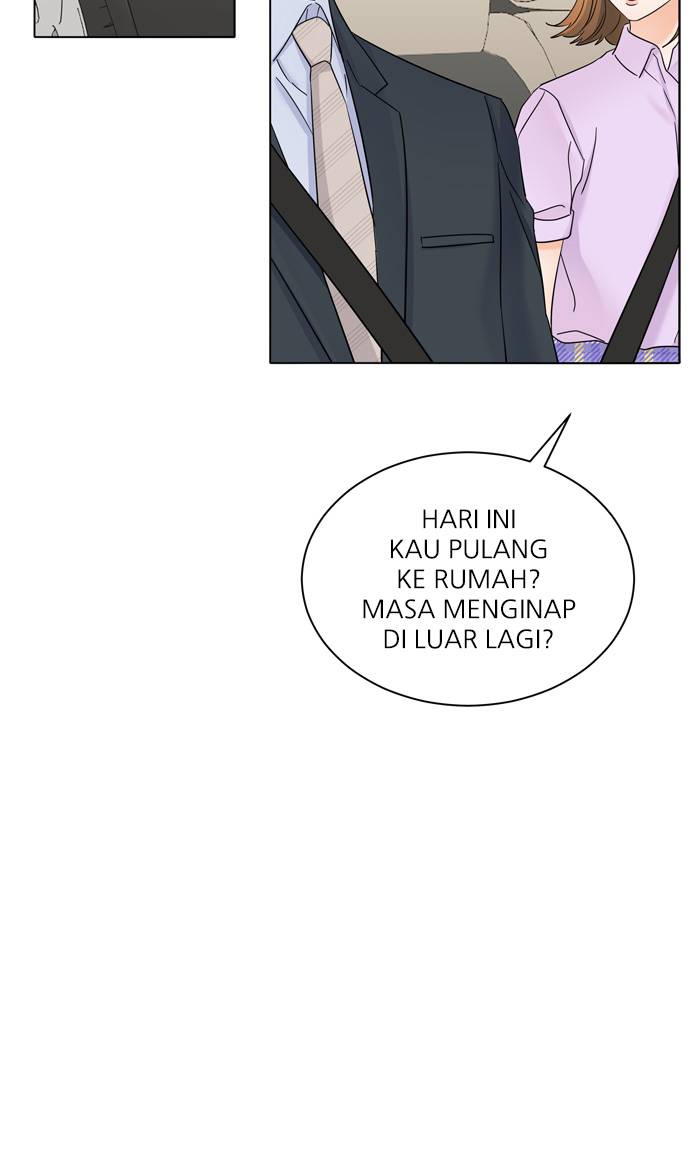 HARI INI
KAU PULANG
KE RUMAH?
MASA MENGINAP
DI LUAR LAGI?